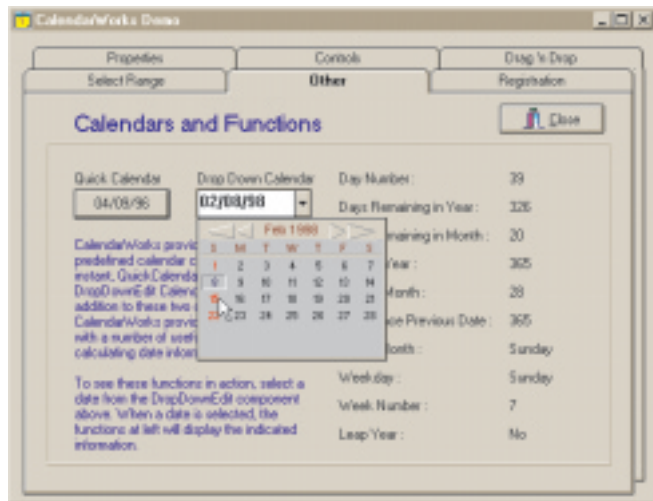 CalendarWorks Demo
Properties
Controls
Drag 'n Drop
Select Range
Other
Registration
Calendars and Functions
Close
Quick Calendar
Drop Down Calendar
04/09/96
02/08/98
Feb 1998
S M T W T F S
1 2 3 4 5 6 7
8 9 10 11 12 13 14
15 16 17 18 19 20 21
22 23 24 25 26 27 28
CalendarWorks provi
predefined calendar c
instant, QuickCalenda
DropDownEdit Calend
addition to these two
CalendarWorks provi
with a number of usef
calculating date inform
To see these functions in action, select a
date from the DropDownEdit component
above. When a date is selected, the
functions at left will display the indicated
information.
Day Number : 39
Days Remaining in Year : 326
maining in Month : 20
Year : 365
Month : 28
ce Previous Date : 365
Month : Sunday
Weekday : Sunday
Week Number : 7
Leap Year : No